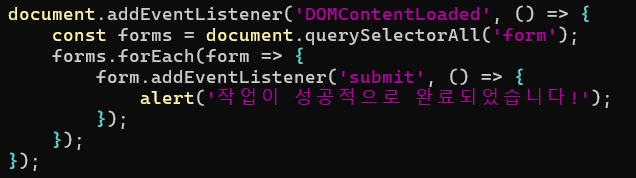 document.addEventListener('DOMContentLoaded', () => {
    const forms = document.querySelectorAll('form');
    forms.forEach(form => {
        form.addEventListener('submit', () => {
            alert('작업이 성공적으로 완료되었습니다!');
        });
    });
});